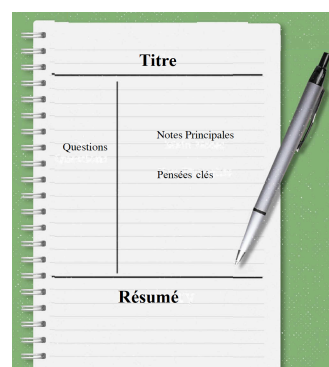 Titre
Questions
Notes Principales
Pensées clés
Résumé